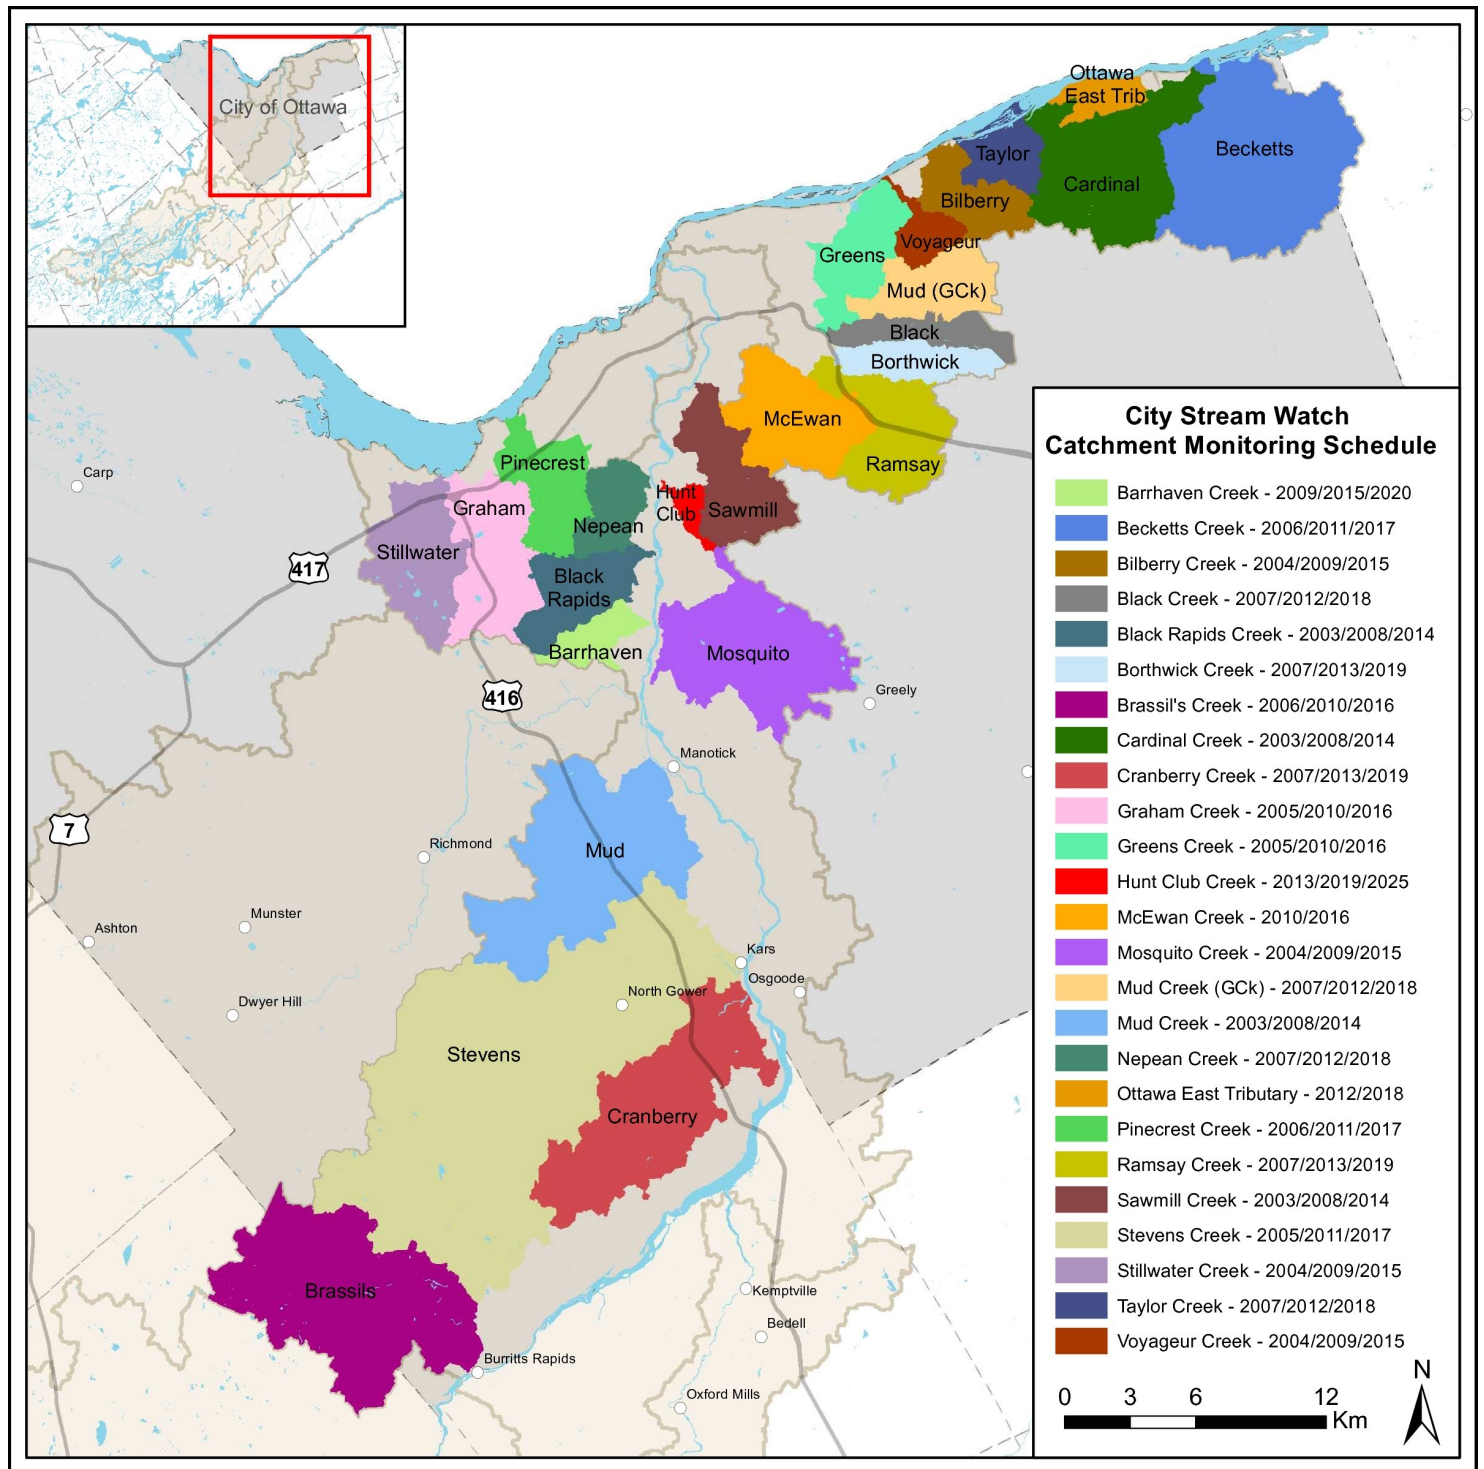 City of Ottawa
Ottawa
East Trib
Becketts
Taylor
Cardinal
Bilberry
Voyageur
Greens
Mud (GCk)
Black
Borthwick
McEwan
Ramsay
Carp
Pinecrest
Hunt
Club
Graham
Sawmill
Nepean
Stillwater
417
Black
Rapids
Barrhaven
Mosquito
416
Greely
Manotick
7
Richmond
Mud
Munster
Ashton
Kars
Osgoode
North Gower
Dwyer Hill
Stevens
Cranberry
Brassils
Kemptville
Bedell
Burritts Rapids
Oxford Mills
City Stream Watch
Catchment Monitoring Schedule
Barrhaven Creek - 2009/2015/2020
Becketts Creek - 2006/2011/2017
Bilberry Creek - 2004/2009/2015
Black Creek - 2007/2012/2018
Black Rapids Creek - 2003/2008/2014
Borthwick Creek - 2007/2013/2019
Brassil's Creek - 2006/2010/2016
Cardinal Creek - 2003/2008/2014
Cranberry Creek - 2007/2013/2019
Graham Creek - 2005/2010/2016
Greens Creek - 2005/2010/2016
Hunt Club Creek - 2013/2019/2025
McEwan Creek - 2010/2016
Mosquito Creek - 2004/2009/2015
Mud Creek (GCk) - 2007/2012/2018
Mud Creek - 2003/2008/2014
Nepean Creek - 2007/2012/2018
Ottawa East Tributary - 2012/2018
Pinecrest Creek - 2006/2011/2017
Ramsay Creek - 2007/2013/2019
Sawmill Creek - 2003/2008/2014
Stevens Creek - 2005/2011/2017
Stillwater Creek - 2004/2009/2015
Taylor Creek - 2007/2012/2018
Voyageur Creek - 2004/2009/2015
N
0 3 6 12
Km